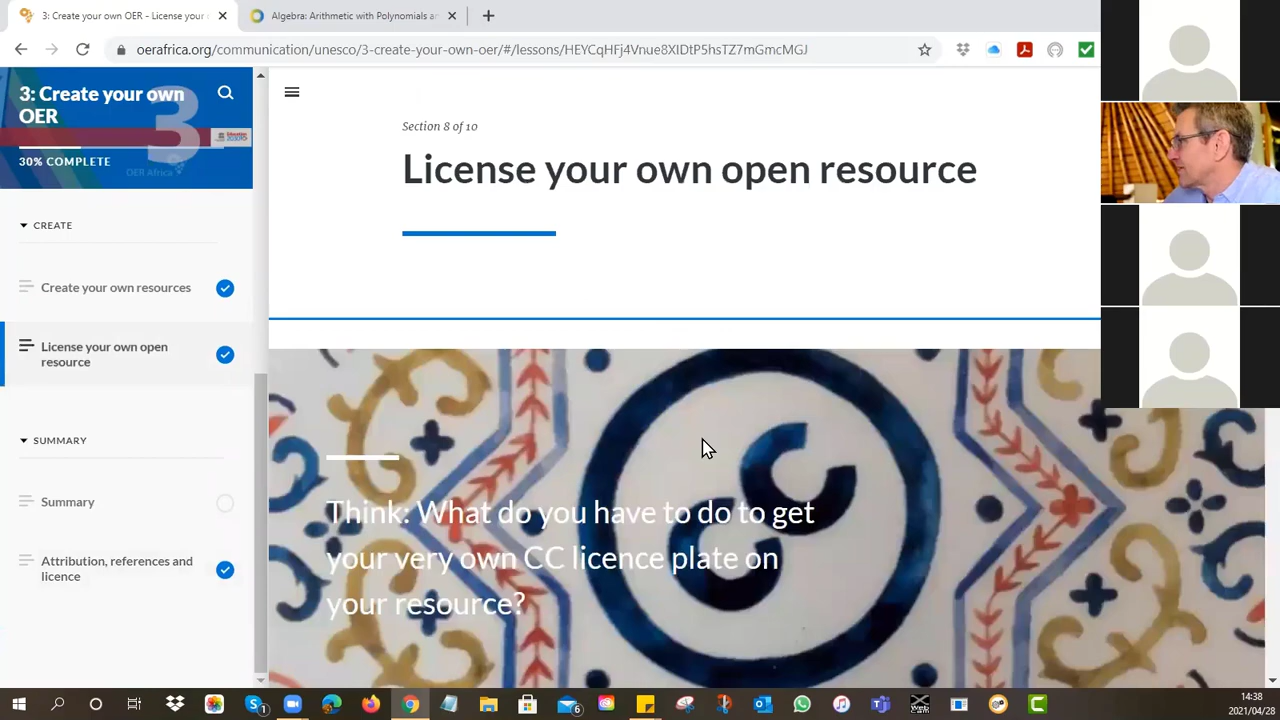 3: Create your own OER – License your o
Algebra: Arithmetic with Polynomials a
oerafrica.org/communication/unesco/3-create-your-own-oer/#/lessons/HEYCqHFj4Vnue8XIDtP5hsTZ7mGmcMGJ
3: Create your own
OER
3
30% COMPLETE
OER Africa
CREATE
Create your own resources
License your own open
resource
SUMMARY
Summary
Attribution, references and
licence
Section 8 of 10
License your own open resource
CC
Think: What do you have to do to get
your very own CC licence plate on
your resource?
14:38
2021/04/28